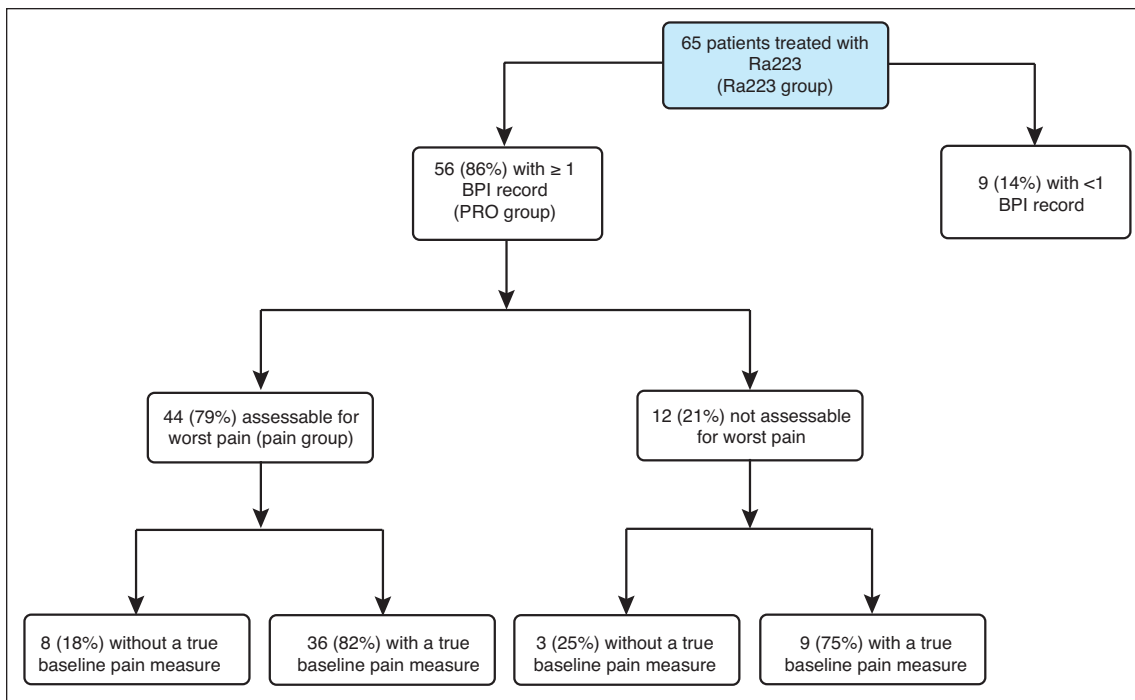 65 patients treated with
Ra223
(Ra223 group)
56 (86%) with ≥ 1
BPI record
(PRO group)
9 (14%) with <1
BPI record
44 (79%) assessable for
worst pain (pain group)
12 (21%) not assessable
for worst pain
8 (18%) without a true
baseline pain measure
36 (82%) with a true
baseline pain measure
3 (25%) without a true
baseline pain measure
9 (75%) with a true
baseline pain measure